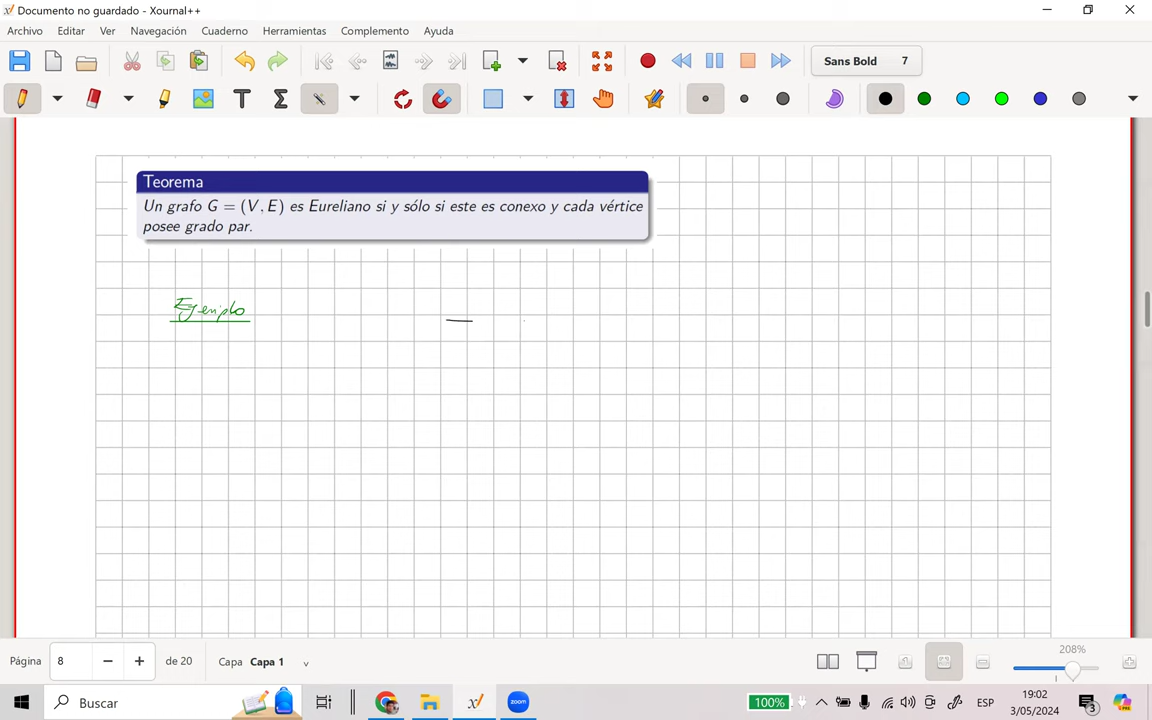 Documento no guardado - Xournal++
Archivo Editar Ver Navegación Cuaderno Herramientas Complemento Ayuda
Sans Bold 7
Teorema
Un grafo G = (V, E) es Eureliano si y sólo si este es conexo y cada vértice
posee grado par.
Ejemplo
Página 8 de 20 Capa Capa 1 208%
Buscar zoom 100% ESP 19:02
3/05/2024 3